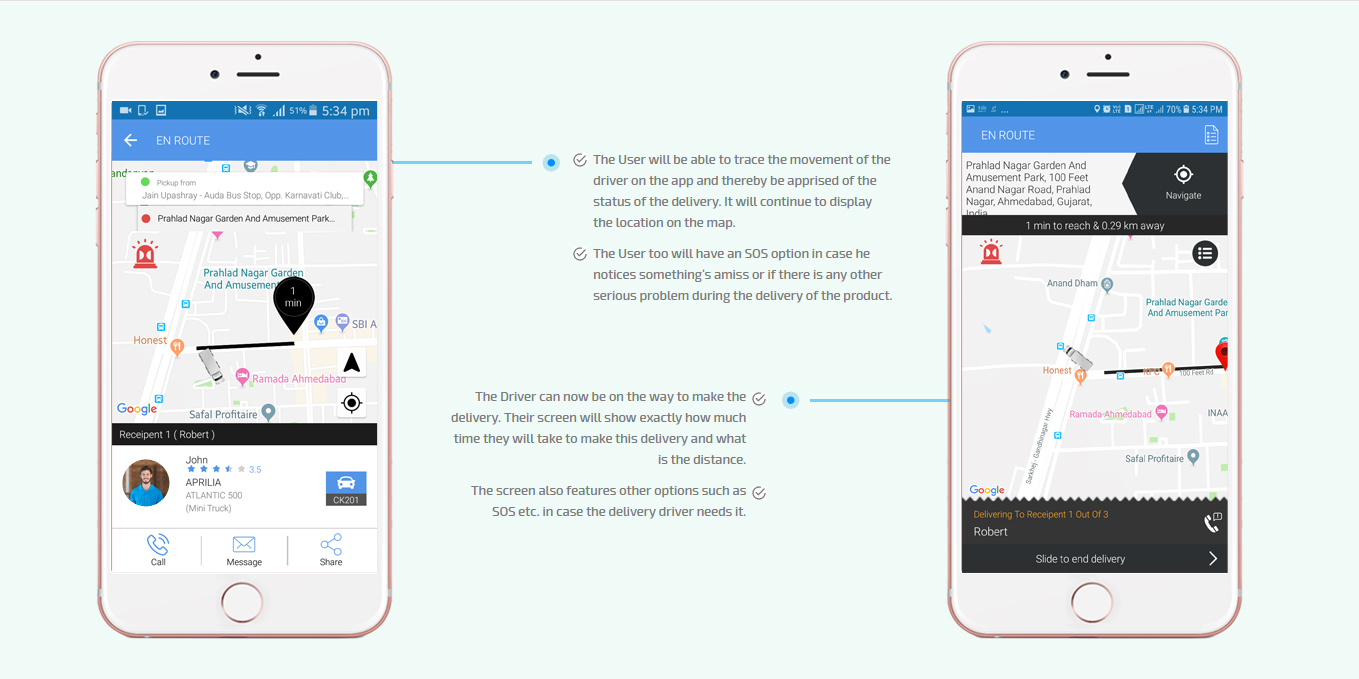 51% 5:34 pm
EN ROUTE
Pickup from
Jain Upashray - Auda Bus Stop, Opp. Karnavati Club,...
Prahlad Nagar Garden And Amusement Park...
Prahlad Nagar Garden
And Amusement
1
min
SBI A
Honest
Ramada Ahmedabad
Google
Safal Profitaire
Receipent 1 ( Robert )
John
3.5
APRILIA
ATLANTIC 500
(Mini Truck)
CK201
Call
Message
Share
The User will be able to trace the movement of the
driver on the app and thereby be apprised of the
status of the delivery. It will continue to display
the location on the map.
The User too will have an SOS option in case he
notices something's amiss or if there is any other
serious problem during the delivery of the product.
The Driver can now be on the way to make the
delivery. Their screen will show exactly how much
time they will take to make this delivery and what
is the distance.
The screen also features other options such as
SOS etc. in case the delivery driver needs it.
70% 5:34 PM
EN ROUTE
Prahlad Nagar Garden And
Amusement Park, 100 Feet
Anand Nagar Road, Prahlad
Nagar, Ahmedabad, Gujarat,
India
Navigate
1 min to reach & 0.29 km away
Anand Dham
Prahlad Nagar Garde
And Amusement Par
Honest
KFC
100 Feet Rd
Ramada Ahmedabad
INAA
Sarkhej - Gandhinagar Hwy
Safal Profitaire
Google
Delivering To Receipent 1 Out Of 3
Robert
Slide to end delivery